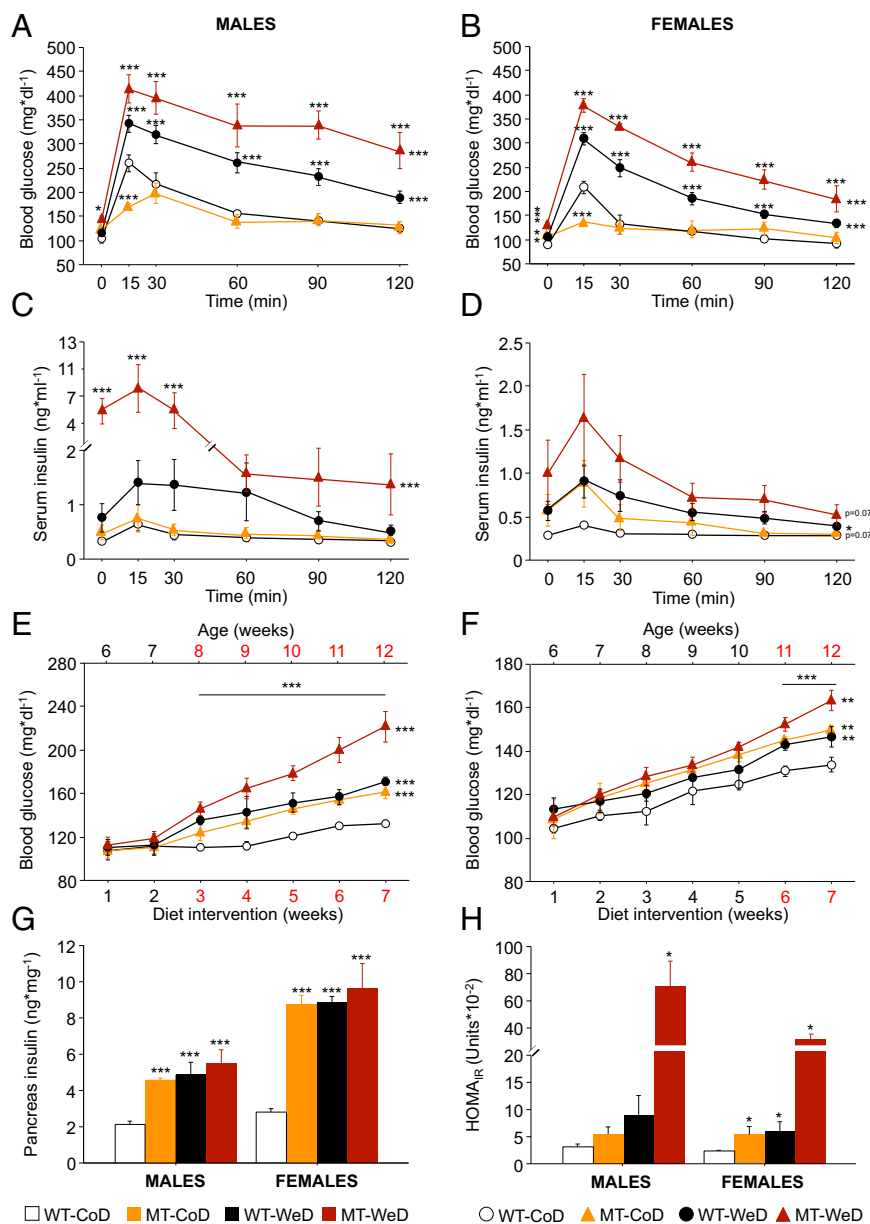 MALES
FEMALES
A
B
Blood glucose (mg*dl-1)
500
450
400
350
300
250
200
150
100
50
*
***
***
***
***
***
***
***
***
***
***
***
***
***
0 15 30 60 90 120
Time (min)
Blood glucose (mg*dl-1)
500
450
400
350
300
250
200
150
100
50
***
***
***
***
***
***
***
***
***
***
***
***
0 15 30 60 90 120
Time (min)
C
D
Serum insulin (ng*ml-1)
13
11
7
4
2
1
0
***
***
***
***
0 15 30 60 90 120
Time (min)
Serum insulin (ng*ml-1)
2.5
2.0
1.5
1.0
0.5
0
p=0.07
*
p=0.07
0 15 30 60 90 120
Time (min)
E
F
Age (weeks)
6 7 8 9 10 11 12
Blood glucose (mg*dl-1)
280
240
200
160
120
80
***
***
***
***
1 2 3 4 5 6 7
Diet intervention (weeks)
Age (weeks)
6 7 8 9 10 11 12
Blood glucose (mg*dl-1)
180
160
140
120
100
80
***
**
**
**
1 2 3 4 5 6 7
Diet intervention (weeks)
G
H
Pancreas insulin (ng*mg-1)
12
10
8
6
4
2
0
***
***
***
***
***
***
MALES FEMALES
HOMAIR (Units*10-2)
100
80
60
40
20
15
10
5
0
*
*
*
*
MALES FEMALES
WT-CoD MT-CoD WT-WeD MT-WeD
WT-CoD MT-CoD WT-WeD MT-WeD